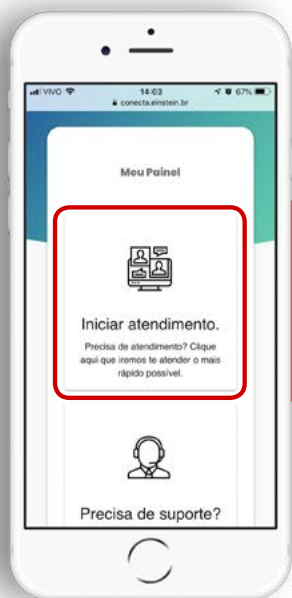 VIVO 14:03 67%
conecta.einstein.br
Meu Painel
Iniciar atendimento.
Precisa de atendimento? Clique
aqui que iremos te atender o mais
rápido possível.
Precisa de suporte?